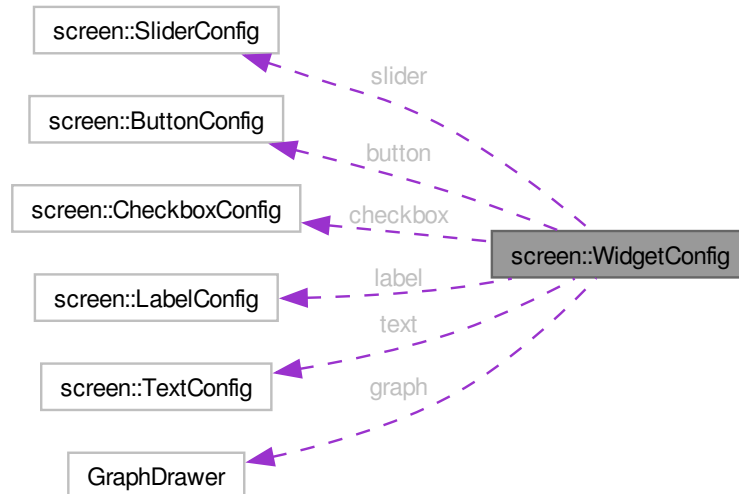 screen::SliderConfig
slider
screen::ButtonConfig
button
screen::CheckboxConfig
checkbox
screen::WidgetConfig
screen::LabelConfig
label
text
screen::TextConfig
graph
GraphDrawer